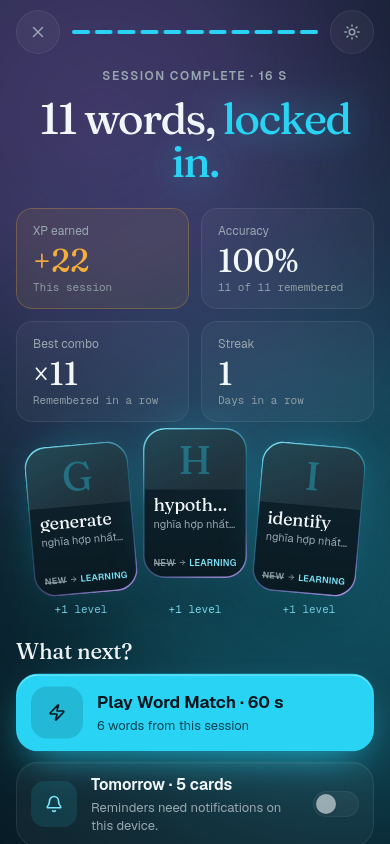 SESSION COMPLETE · 16 S
11 words, locked
in.
XP earned
+22
This session
Accuracy
100%
11 of 11 remembered
Best combo
×11
Remembered in a row
Streak
1
Days in a row
G
generate
nghĩa hợp nhất…
NEW → LEARNING
+1 level
H
hypoth…
nghĩa hợp nhất…
NEW → LEARNING
+1 level
I
identify
nghĩa hợp nhất…
NEW → LEARNING
+1 level
What next?
Play Word Match · 60 s
6 words from this session
Tomorrow · 5 cards
Reminders need notifications on
this device.